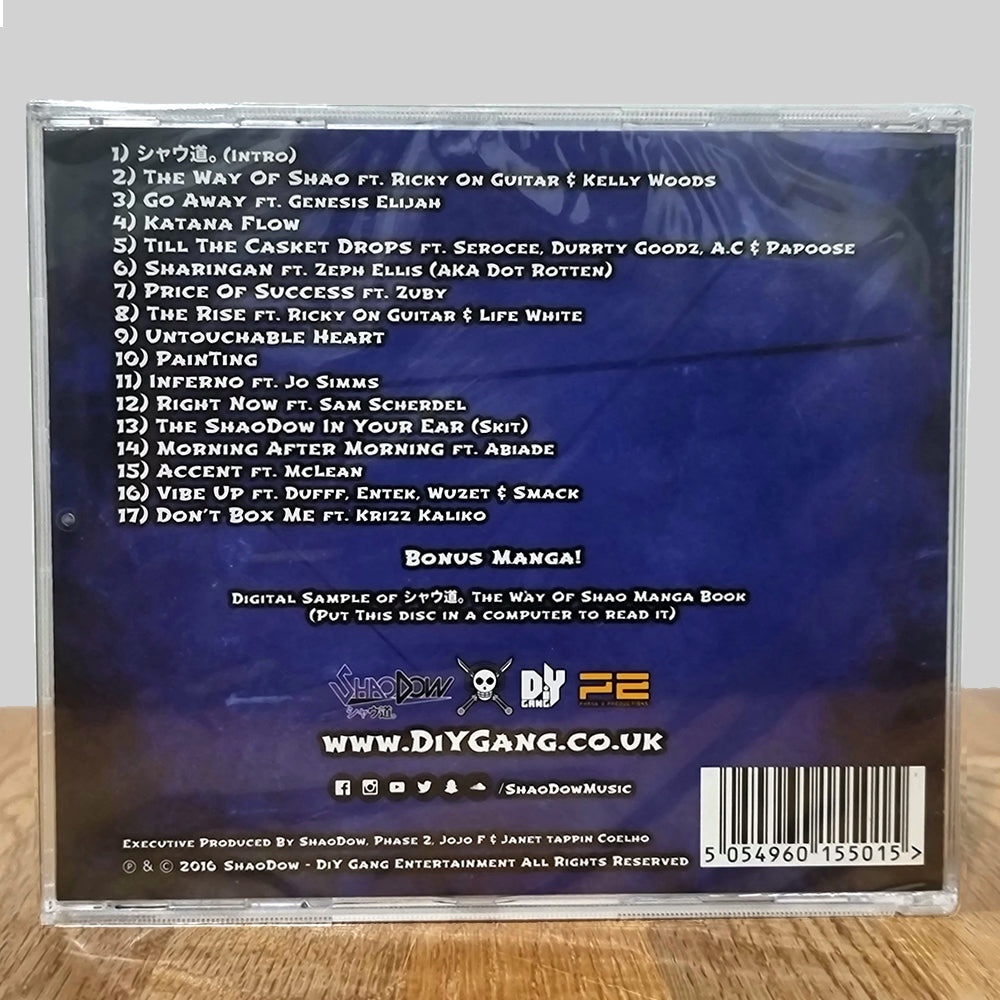 1) シャウ道。 (Intro)
2) The Way Of Shao ft. Ricky On Guitar & Kelly Woods
3) Go Away ft. Genesis Elijah
4) Katana Flow
5) Till The Casket Drops ft. Serocee, Durrty Goodz, A.C & Papoose
6) Sharingan ft. Zeph Ellis (AKA Dot Rotten)
7) Price Of Success ft. Zuby
8) The Rise ft. Ricky On Guitar & Life White
9) Untouchable Heart
10) Painting
11) Inferno ft. Jo Simms
12) Right Now ft. Sam Scherdel
13) The ShaoDow In Your Ear (Skit)
14) Morning After Morning ft. Abiade
15) Accent ft. McLean
16) Vibe Up ft. Dufff, Entek, Wuzet & Smack
17) Don't Box Me ft. Krizz Kaliko
Bonus Manga!
Digital Sample of シャウ道。 The Way Of Shao Manga Book
(Put This disc in a computer to read it)
ShaoDow
シャウ道。
DiY
GANG
P2
PHASE 2 PRODUCTIONS
www.DiYGang.co.uk
/ShaoDowMusic
Executive Produced By ShaoDow, Phase 2, Jojo F & Janet Tappin Coelho
Ⓟ & © 2016 ShaoDow - DiY Gang Entertainment All Rights Reserved
5 054960 155015 >